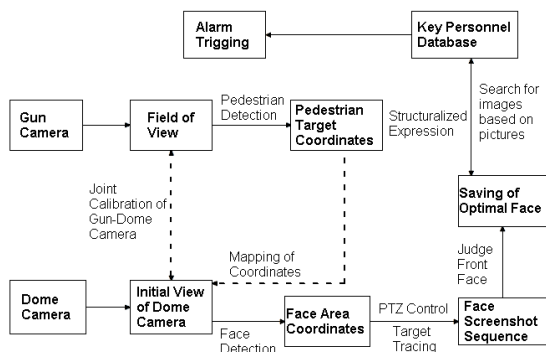 Alarm
Trigging
Key Personnel
Database
Gun
Camera
Field of
View
Pedestrian
Detection
Pedestrian
Target
Coordinates
Structuralized
Expression
Search for
images
based on
pictures
Joint
Calibration of
Gun-Dome
Camera
Saving of
Optimal Face
Mapping of
Coordinates
Judge
Front
Face
Dome
Camera
Initial View
of Dome
Camera
Face
Detection
Face Area
Coordinates
PTZ Control
Target
Tracing
Face
Screenshot
Sequence